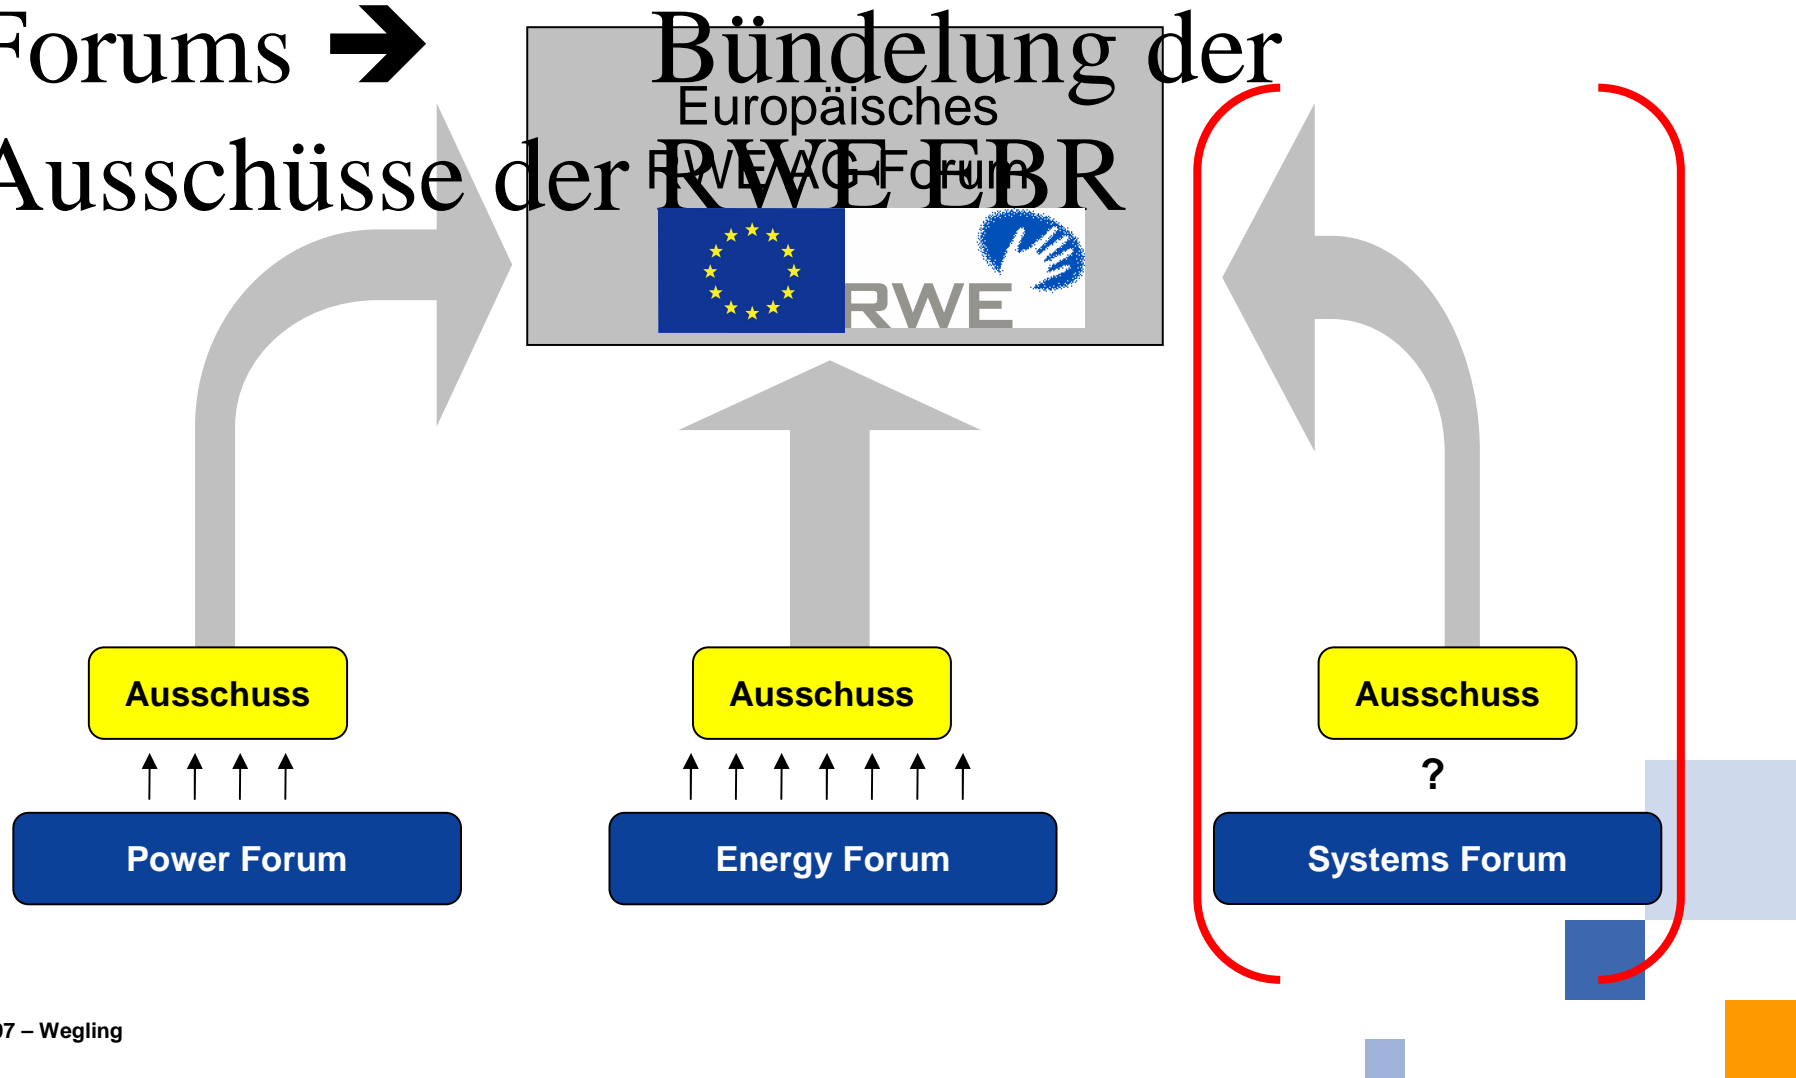 Forums ➔ Bündelung der
Ausschüsse der RWE EBR
Europäisches
RWE AG Forum
RWE
Ausschuss
Ausschuss
Ausschuss
?
Power Forum
Energy Forum
Systems Forum
07 – Wegling